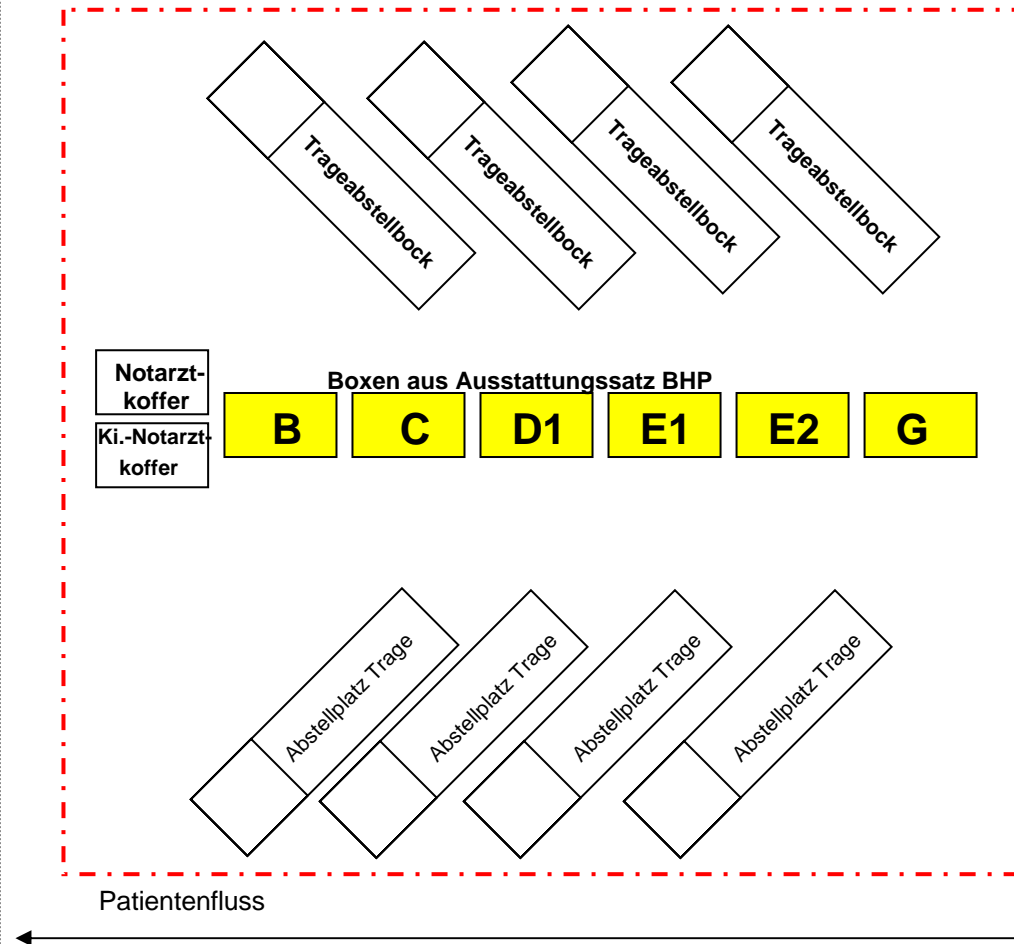 Trageabstellbock
Trageabstellbock
Trageabstellbock
Trageabstellbock
Notarzt-
koffer
Ki.-Notarzt-
koffer
Boxen aus Ausstattungssatz BHP
B C D1 E1 E2 G
Abstellplatz Trage
Abstellplatz Trage
Abstellplatz Trage
Abstellplatz Trage
Patientenfluss